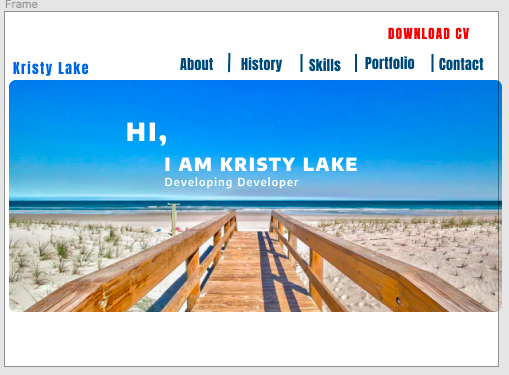 Frame
DOWNLOAD CV
Kristy Lake
About | History | Skills | Portfolio | Contact
HI,
I AM KRISTY LAKE
Developing Developer